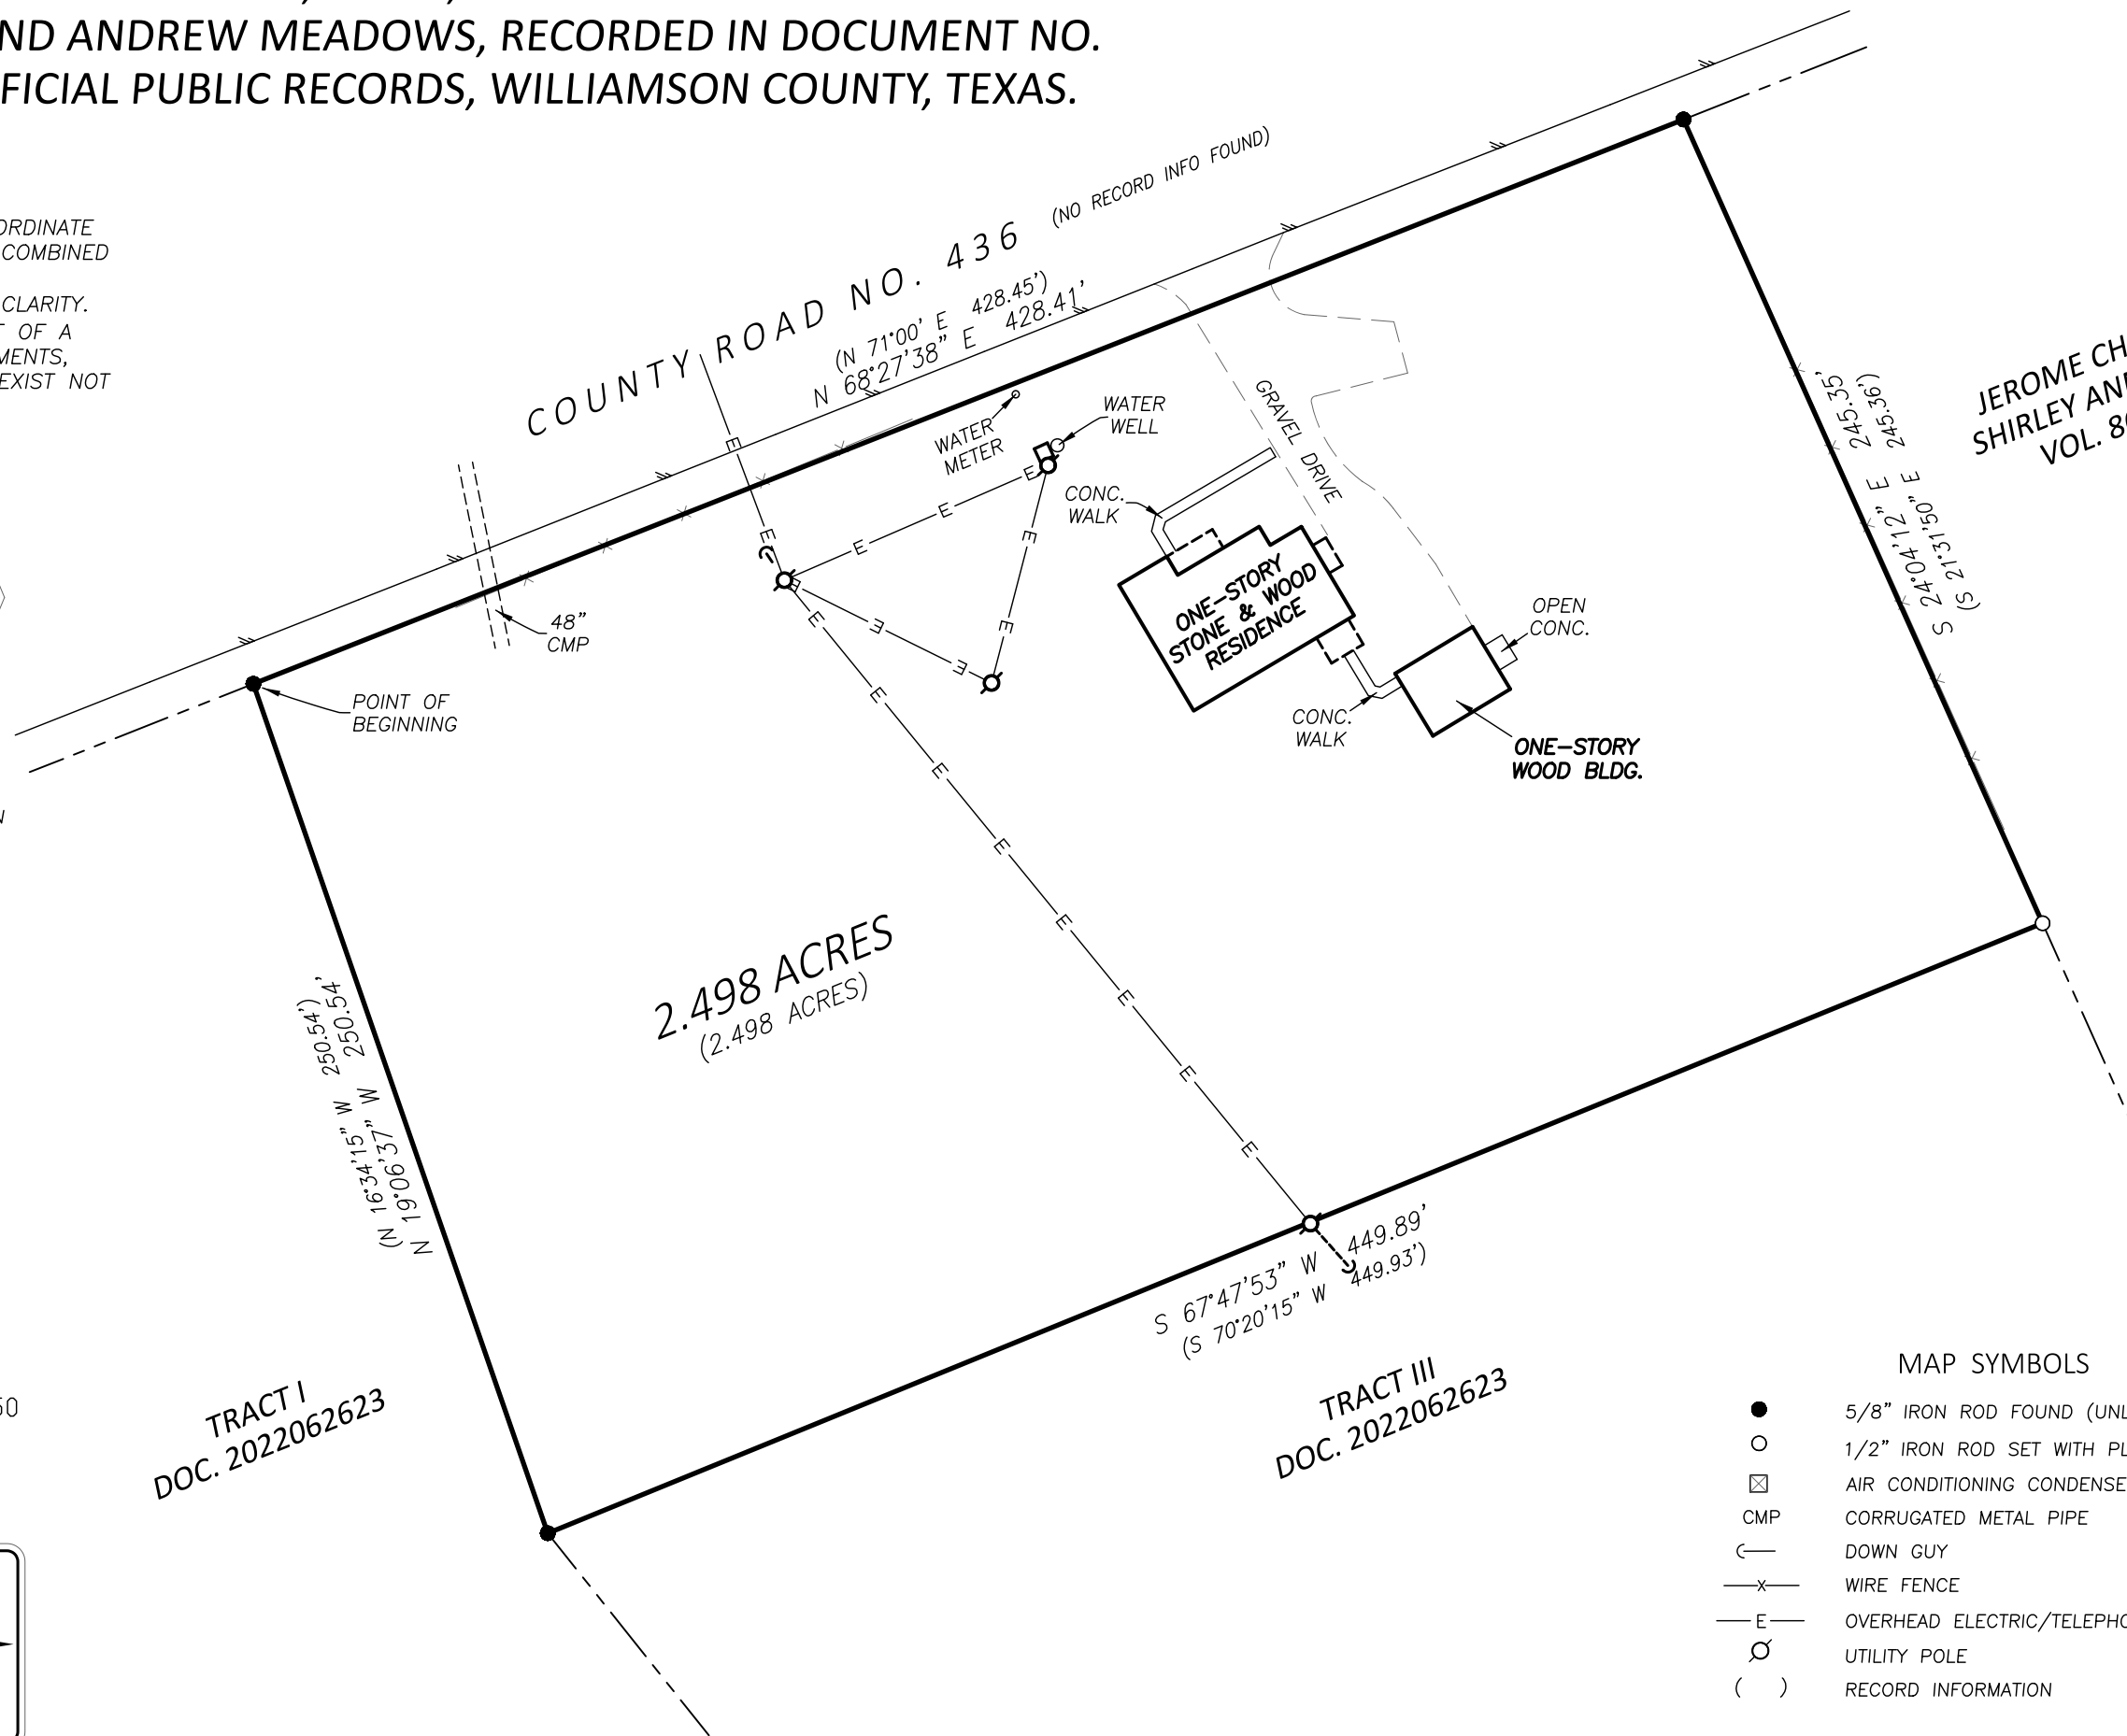 ND ANDREW MEADOWS, RECORDED IN DOCUMENT NO.
FICIAL PUBLIC RECORDS, WILLIAMSON COUNTY, TEXAS.
ORDINATE
COMBINED
CLARITY.
OF A
MENTS,
EXIST NOT
COUNTY ROAD NO. 436 (NO RECORD INFO FOUND)
(N 71°00' E 428.45')
N 68°27'38" E 428.41'
WATER
METER
WATER
WELL
CONC.
WALK
GRAVEL DRIVE
ONE-STORY
STONE & WOOD
RESIDENCE
OPEN
CONC.
CONC.
WALK
ONE-STORY
WOOD BLDG.
48"
CMP
POINT OF
BEGINNING
S 24°04'12" E 245.35'
(S 21°31'50" E 245.36')
JEROME CH
SHIRLEY AN
VOL. 8
2.498 ACRES
(2.498 ACRES)
(N 16°34'15" W 250.54')
N 19°06'37" W 250.54'
S 67°47'53" W 449.89'
(S 70°20'15" W 449.93')
TRACT I
DOC. 2022062623
TRACT III
DOC. 2022062623
MAP SYMBOLS
5/8" IRON ROD FOUND (UNL
1/2" IRON ROD SET WITH PL
AIR CONDITIONING CONDENSE
CMP CORRUGATED METAL PIPE
DOWN GUY
X WIRE FENCE
E OVERHEAD ELECTRIC/TELEPHO
UTILITY POLE
( ) RECORD INFORMATION